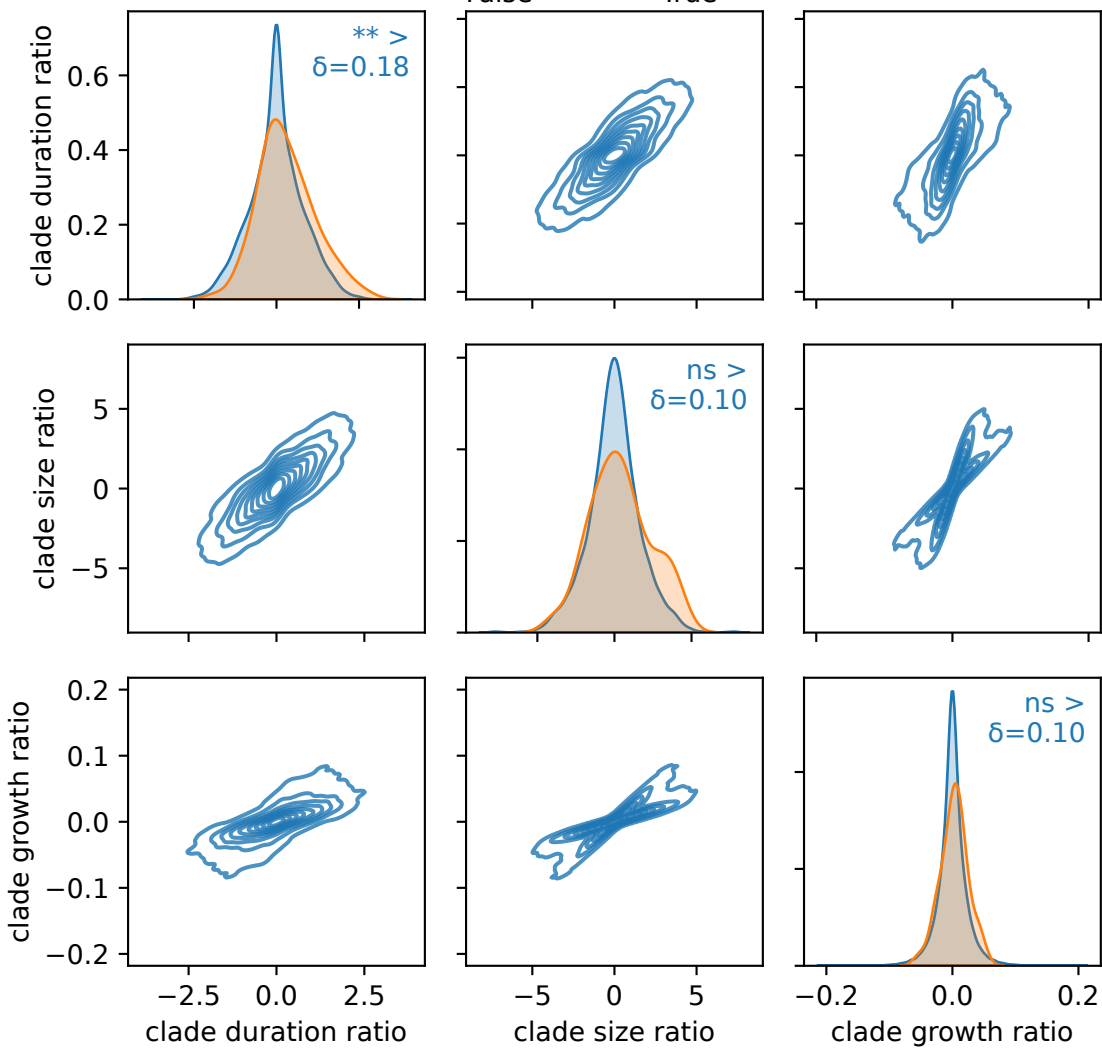 False True
clade duration ratio
0.6
0.4
0.2
0.0
** >
δ=0.18
clade size ratio
5
0
−5
ns >
δ=0.10
clade growth ratio
0.2
0.1
0.0
−0.1
−0.2
ns >
δ=0.10
−2.5 0.0 2.5
−5 0 5
−0.2 0.0 0.2
clade duration ratio
clade size ratio
clade growth ratio